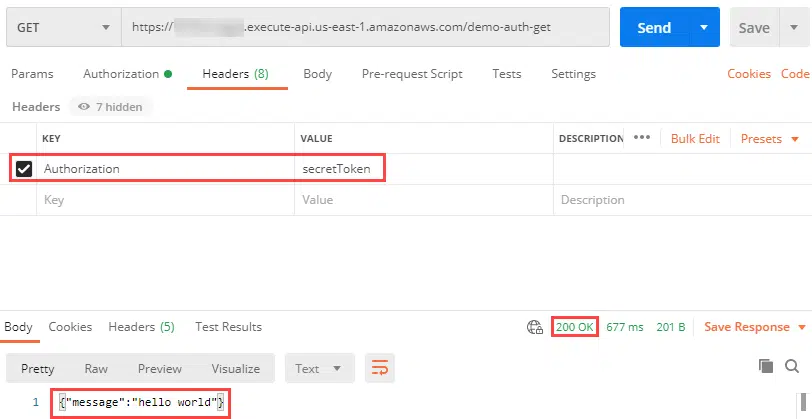 GET https:// .execute-api.us-east-1.amazonaws.com/demo-auth-get Send Save
Params Authorization Headers (8) Body Pre-request Script Tests Settings Cookies Code
Headers 7 hidden
KEY VALUE DESCRIPTION ••• Bulk Edit Presets
Authorization secretToken
Key Value Description
Body Cookies Headers (5) Test Results 200 OK 677 ms 201 B Save Response
Pretty Raw Preview Visualize Text
1 {"message":"hello world"}